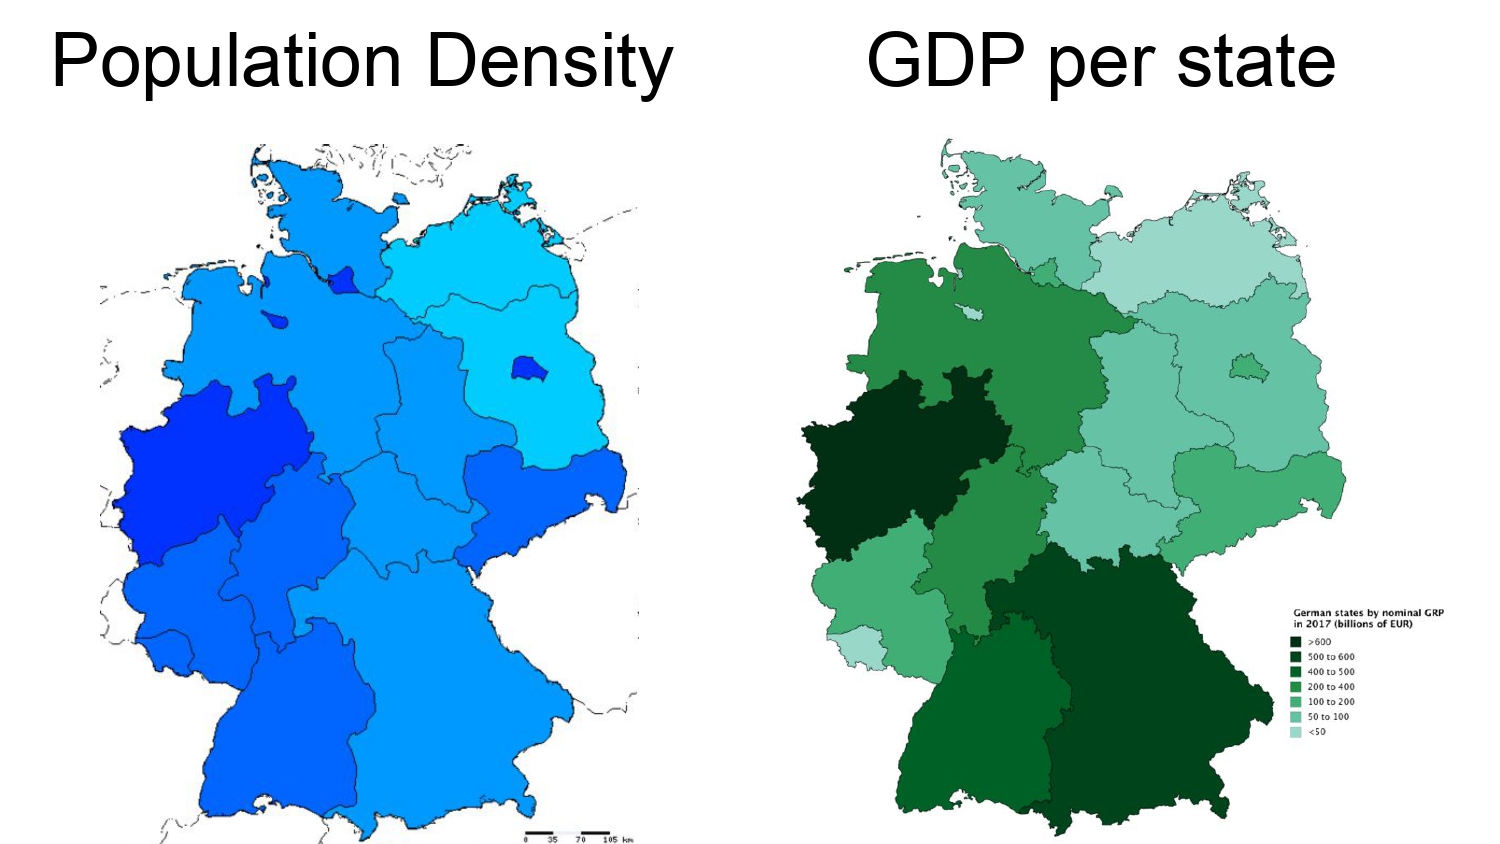 Population Density
GDP per state
German states by nominal GRP
in 2017 (billions of EUR)
>600
500 to 600
400 to 500
200 to 400
100 to 200
50 to 100
<50
0 35 70 105 km